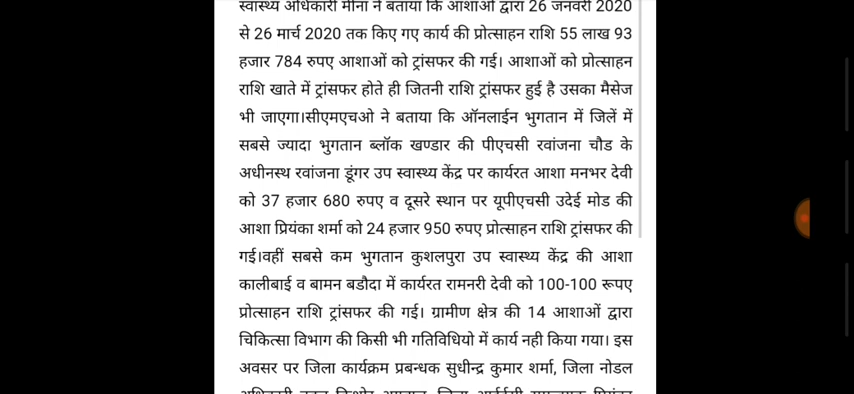 स्वास्थ्य अधिकारी मीना ने बताया कि आशाओं द्वारा 26 जनवरी 2020
से 26 मार्च 2020 तक किए गए कार्य की प्रोत्साहन राशि 55 लाख 93
हजार 784 रुपए आशाओं को ट्रांसफर की गई। आशाओं को प्रोत्साहन
राशि खाते में ट्रांसफर होते ही जितनी राशि ट्रांसफर हुई है उसका मैसेज
भी जाएगा।सीएमएचओ ने बताया कि ऑनलाईन भुगतान में जिलें में
सबसे ज्यादा भुगतान ब्लॉक खण्डार की पीएचसी रवांजना चौड के
अधीनस्थ रवांजना डूंगर उप स्वास्थ्य केंद्र पर कार्यरत आशा मनभर देवी
को 37 हजार 680 रुपए व दूसरे स्थान पर यूपीएचसी उदेई मोड की
आशा प्रियंका शर्मा को 24 हजार 950 रुपए प्रोत्साहन राशि ट्रांसफर की
गई।वहीं सबसे कम भुगतान कुशलपुरा उप स्वास्थ्य केंद्र की आशा
कालीबाई व बामन बडौदा में कार्यरत रामनरी देवी को 100-100 रूपए
प्रोत्साहन राशि ट्रांसफर की गई। ग्रामीण क्षेत्र की 14 आशाओं द्वारा
चिकित्सा विभाग की किसी भी गतिविधियो में कार्य नही किया गया। इस
अवसर पर जिला कार्यक्रम प्रबन्धक सुधीन्द्र कुमार शर्मा, जिला नोडल